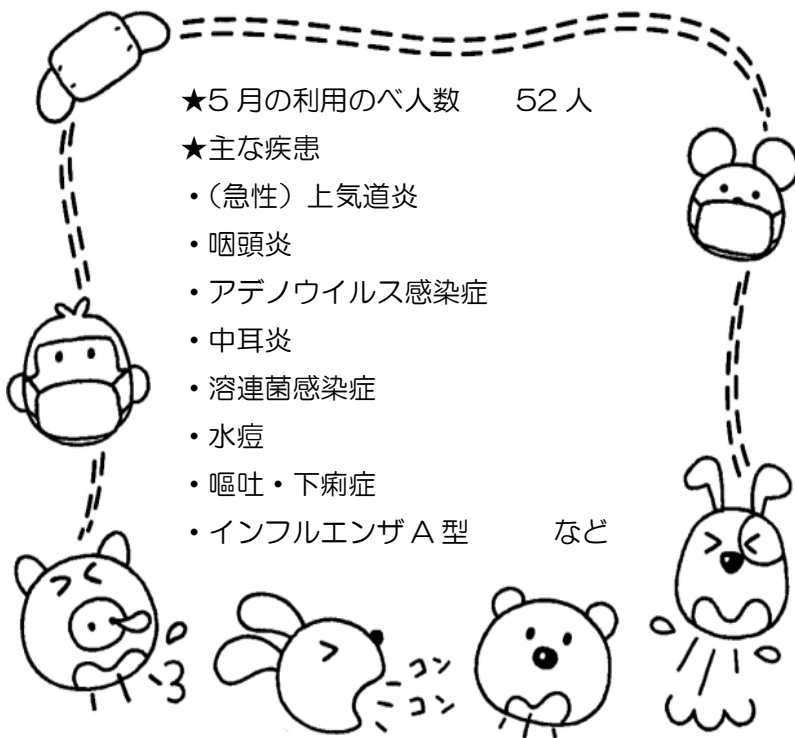 ★5月の利用のべ人数　　52人
★主な疾患
・（急性）上気道炎
・咽頭炎
・アデノウイルス感染症
・中耳炎
・溶連菌感染症
・水痘
・嘔吐・下痢症
・インフルエンザA型　　　など
コン
コン